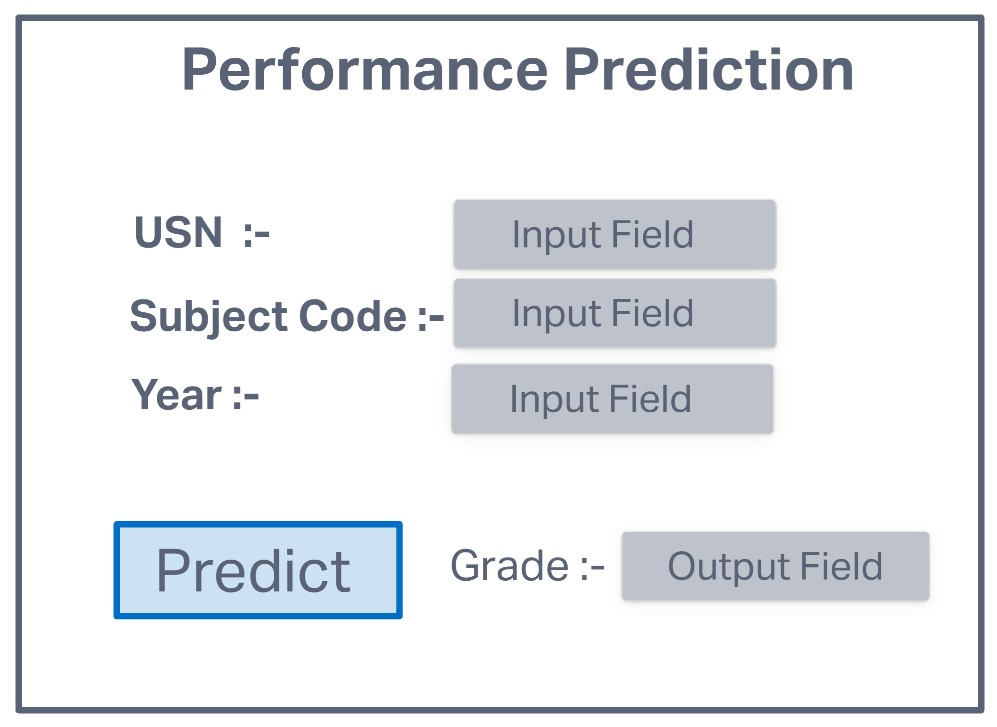 Performance Prediction
USN :- Input Field
Subject Code :- Input Field
Year :- Input Field
Predict Grade :- Output Field